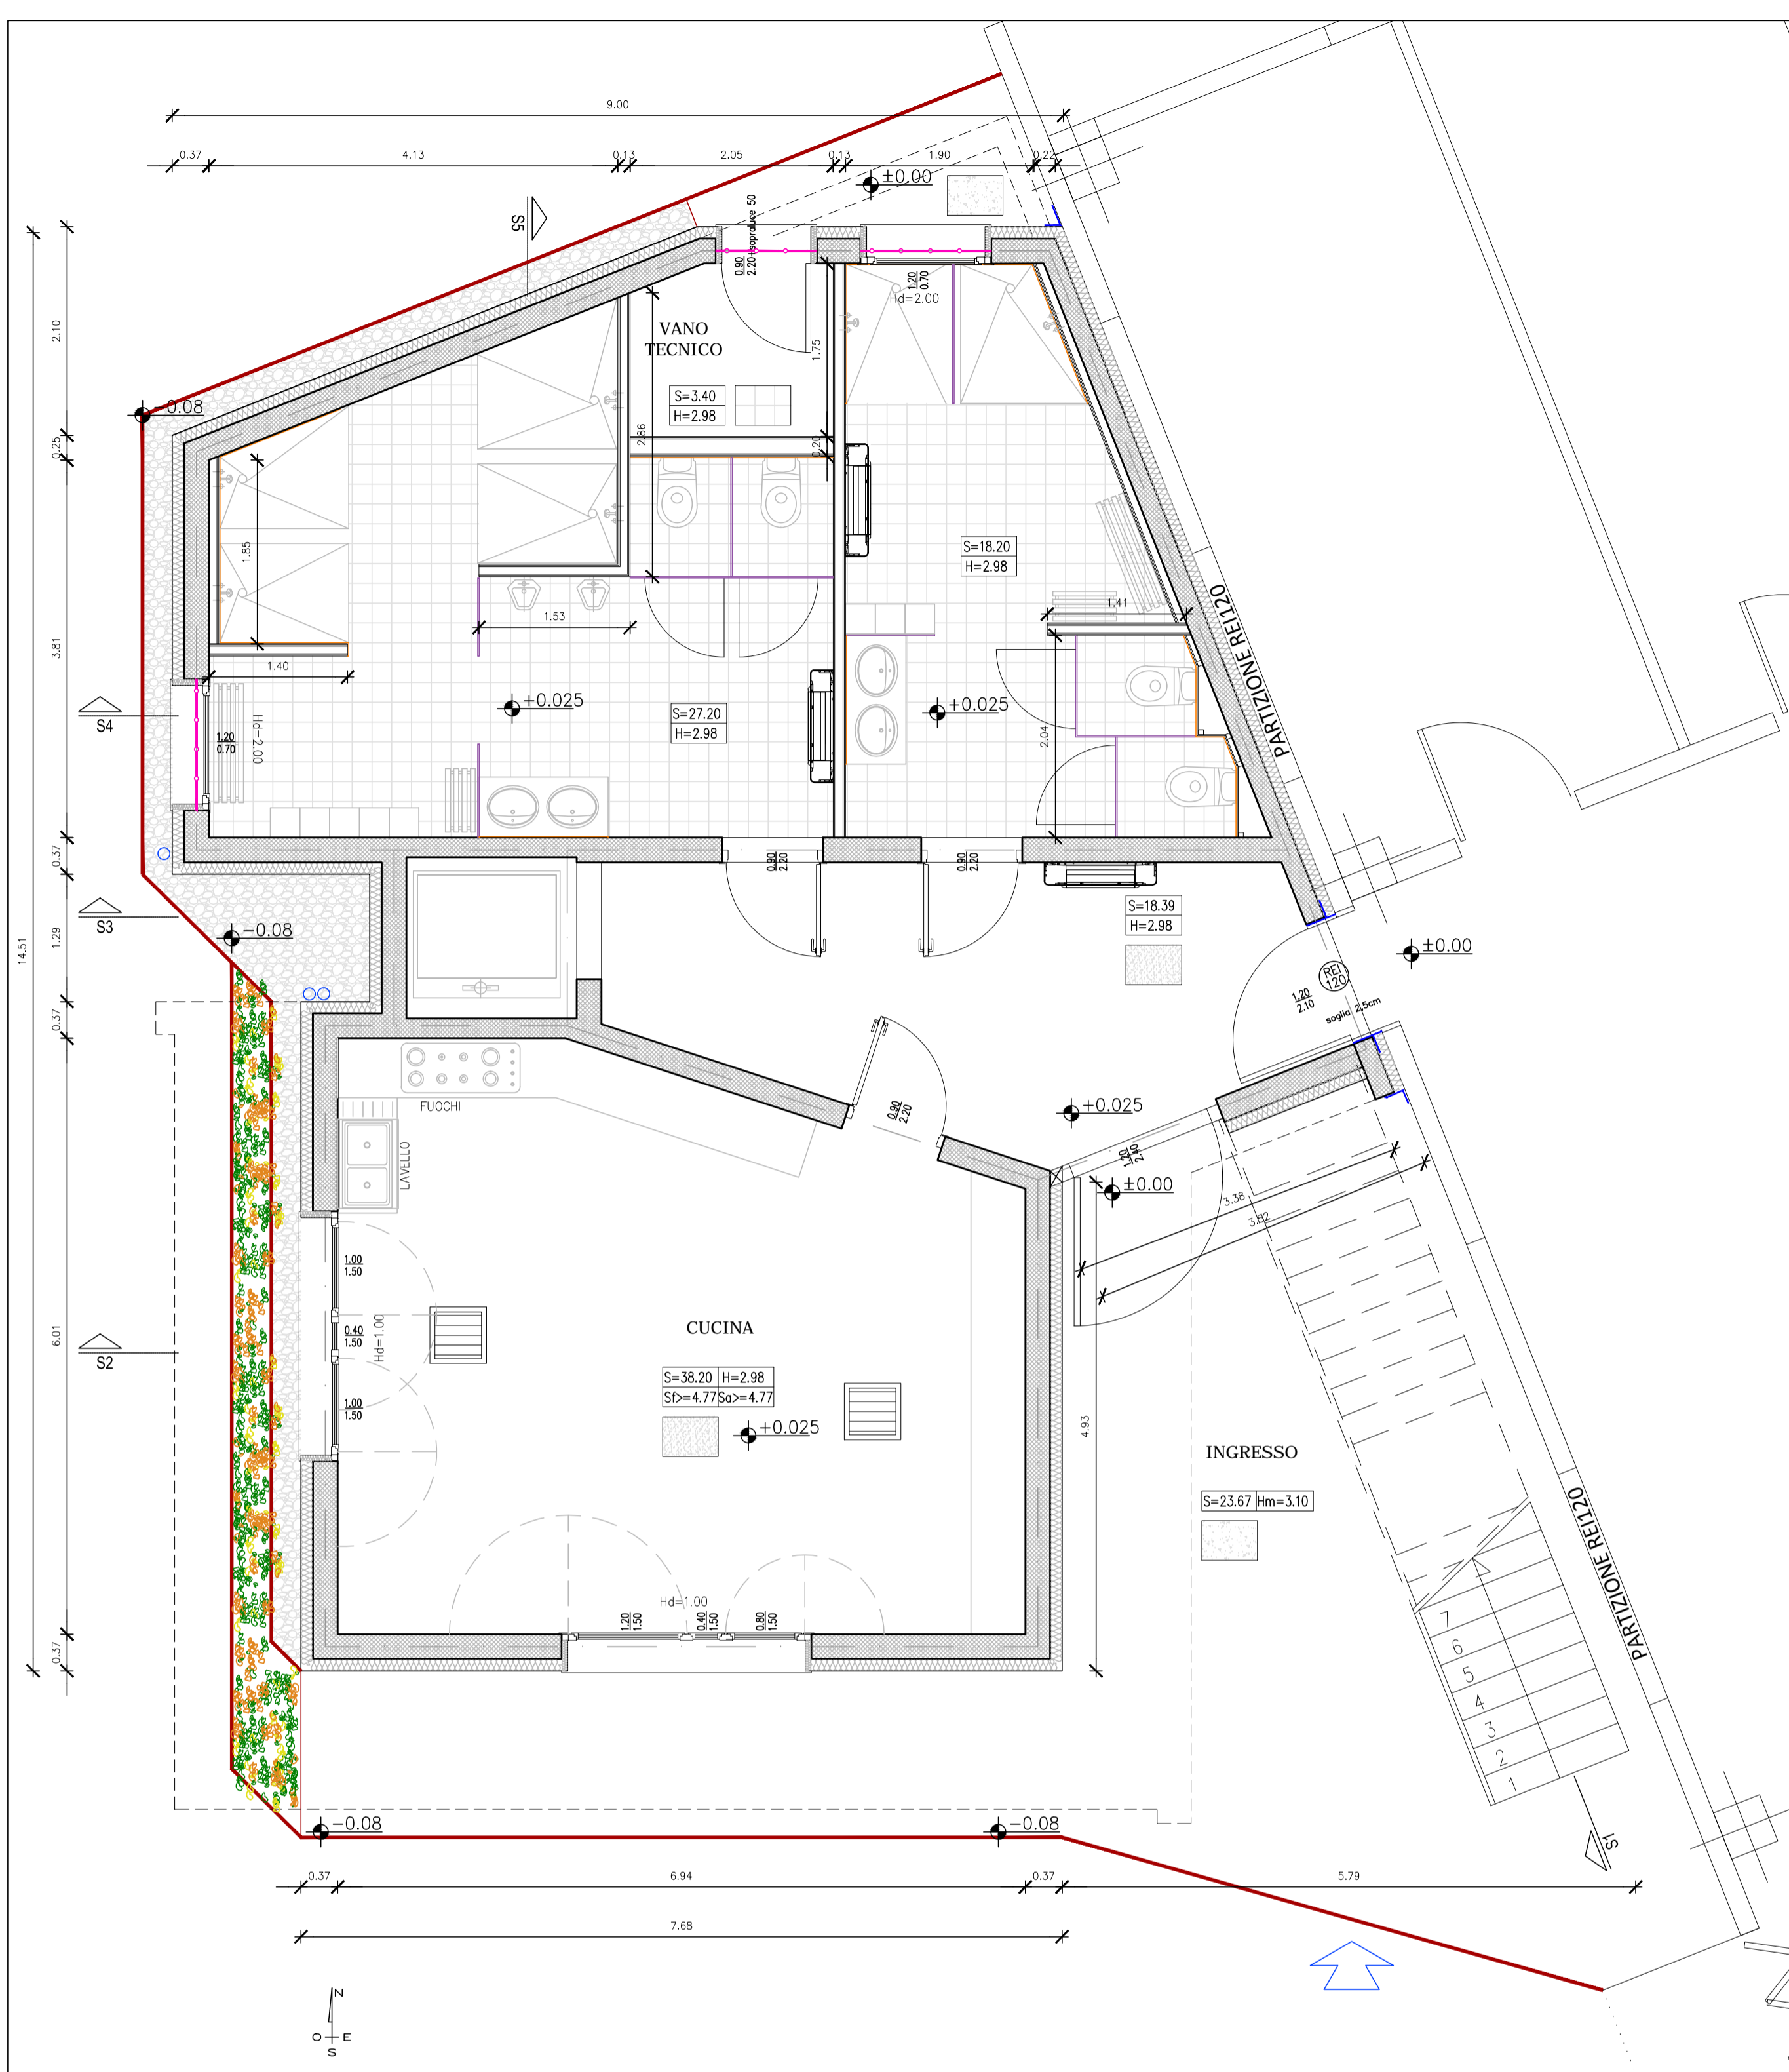 9.00
0.37
4.13
0.13
2.05
0.13
1.90
0.22
±0.00
S5
0.90
2.20+isoproluce 50
1.20
0.70
Hd=2.00
2.10
VANO
TECNICO
1.75
S=3.40
H=2.98
2.86
0.20
-0.08
0.25
1.85
S=18.20
H=2.98
3.81
1.53
1.41
PARTIZIONE REI120
1.40
+0.025
+0.025
S=27.20
H=2.98
2.04
S4
1.20
0.70
Hd=2.00
0.37
0.90
2.20
0.90
2.20
S3
S=18.39
H=2.98
-0.08
1.29
14.51
±0.00
REI
120
1.20
2.10
soglia 2,5cm
0.37
FUOCHI
LAVELLO
0.90
2.20
+0.025
1.20
2.40
±0.00
3.38
3.52
1.00
1.50
0.40
1.50
Hd=1.00
1.00
1.50
6.01
S2
CUCINA
S=38.20 H=2.98
Sf>=4.77 Sa>=4.77
+0.025
4.93
INGRESSO
S=23.67 Hm=3.10
PARTIZIONE REI120
Hd=1.00
1.20
1.50
0.40
1.50
0.80
1.50
0.37
7
6
5
4
3
2
1
S1
-0.08
-0.08
0.37
6.94
0.37
5.79
7.68
N
O E
S